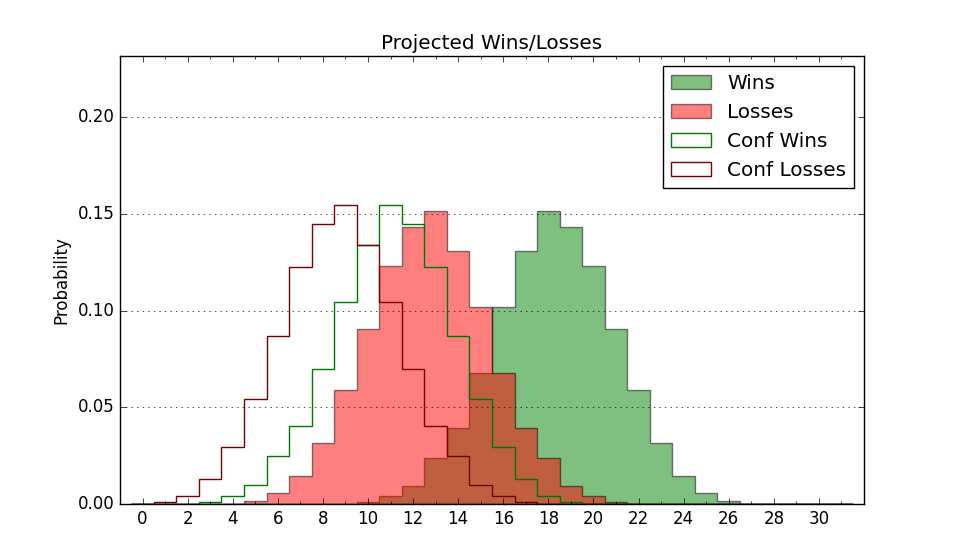 Projected Wins/Losses
Wins
Losses
Conf Wins
Conf Losses
Probability
0.20
0.15
0.10
0.05
0.00
0 2 4 6 8 10 12 14 16 18 20 22 24 26 28 30